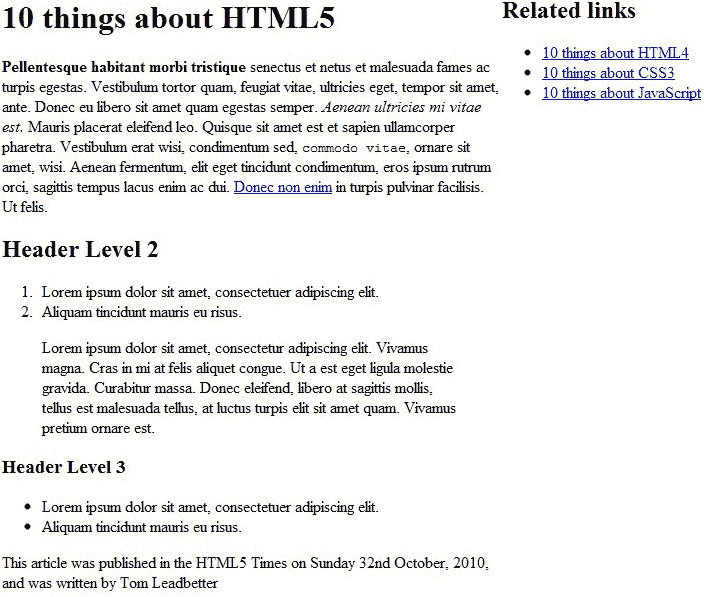 10 things about HTML5
Pellentesque habitant morbi tristique senectus et netus et malesuada fames ac
turpis egestas. Vestibulum tortor quam, feugiat vitae, ultricies eget, tempor sit amet,
ante. Donec eu libero sit amet quam egestas semper. Aenean ultricies mi vitae
est. Mauris placerat eleifend leo. Quisque sit amet est et sapien ullamcorper
pharetra. Vestibulum erat wisi, condimentum sed, commodo vitae, ornare sit
amet, wisi. Aenean fermentum, elit eget tincidunt condimentum, eros ipsum rutrum
orci, sagittis tempus lacus enim ac dui. Donec non enim in turpis pulvinar facilisis.
Ut felis.
Header Level 2
1. Lorem ipsum dolor sit amet, consectetuer adipiscing elit.
2. Aliquam tincidunt mauris eu risus.
Lorem ipsum dolor sit amet, consectetur adipiscing elit. Vivamus
magna. Cras in mi at felis aliquet congue. Ut a est eget ligula molestie
gravida. Curabitur massa. Donec eleifend, libero at sagittis mollis,
tellus est malesuada tellus, at luctus turpis elit sit amet quam. Vivamus
pretium ornare est.
Header Level 3
• Lorem ipsum dolor sit amet, consectetuer adipiscing elit.
• Aliquam tincidunt mauris eu risus.
This article was published in the HTML5 Times on Sunday 32nd October, 2010,
and was written by Tom Leadbetter
Related links
• 10 things about HTML4
• 10 things about CSS3
• 10 things about JavaScript